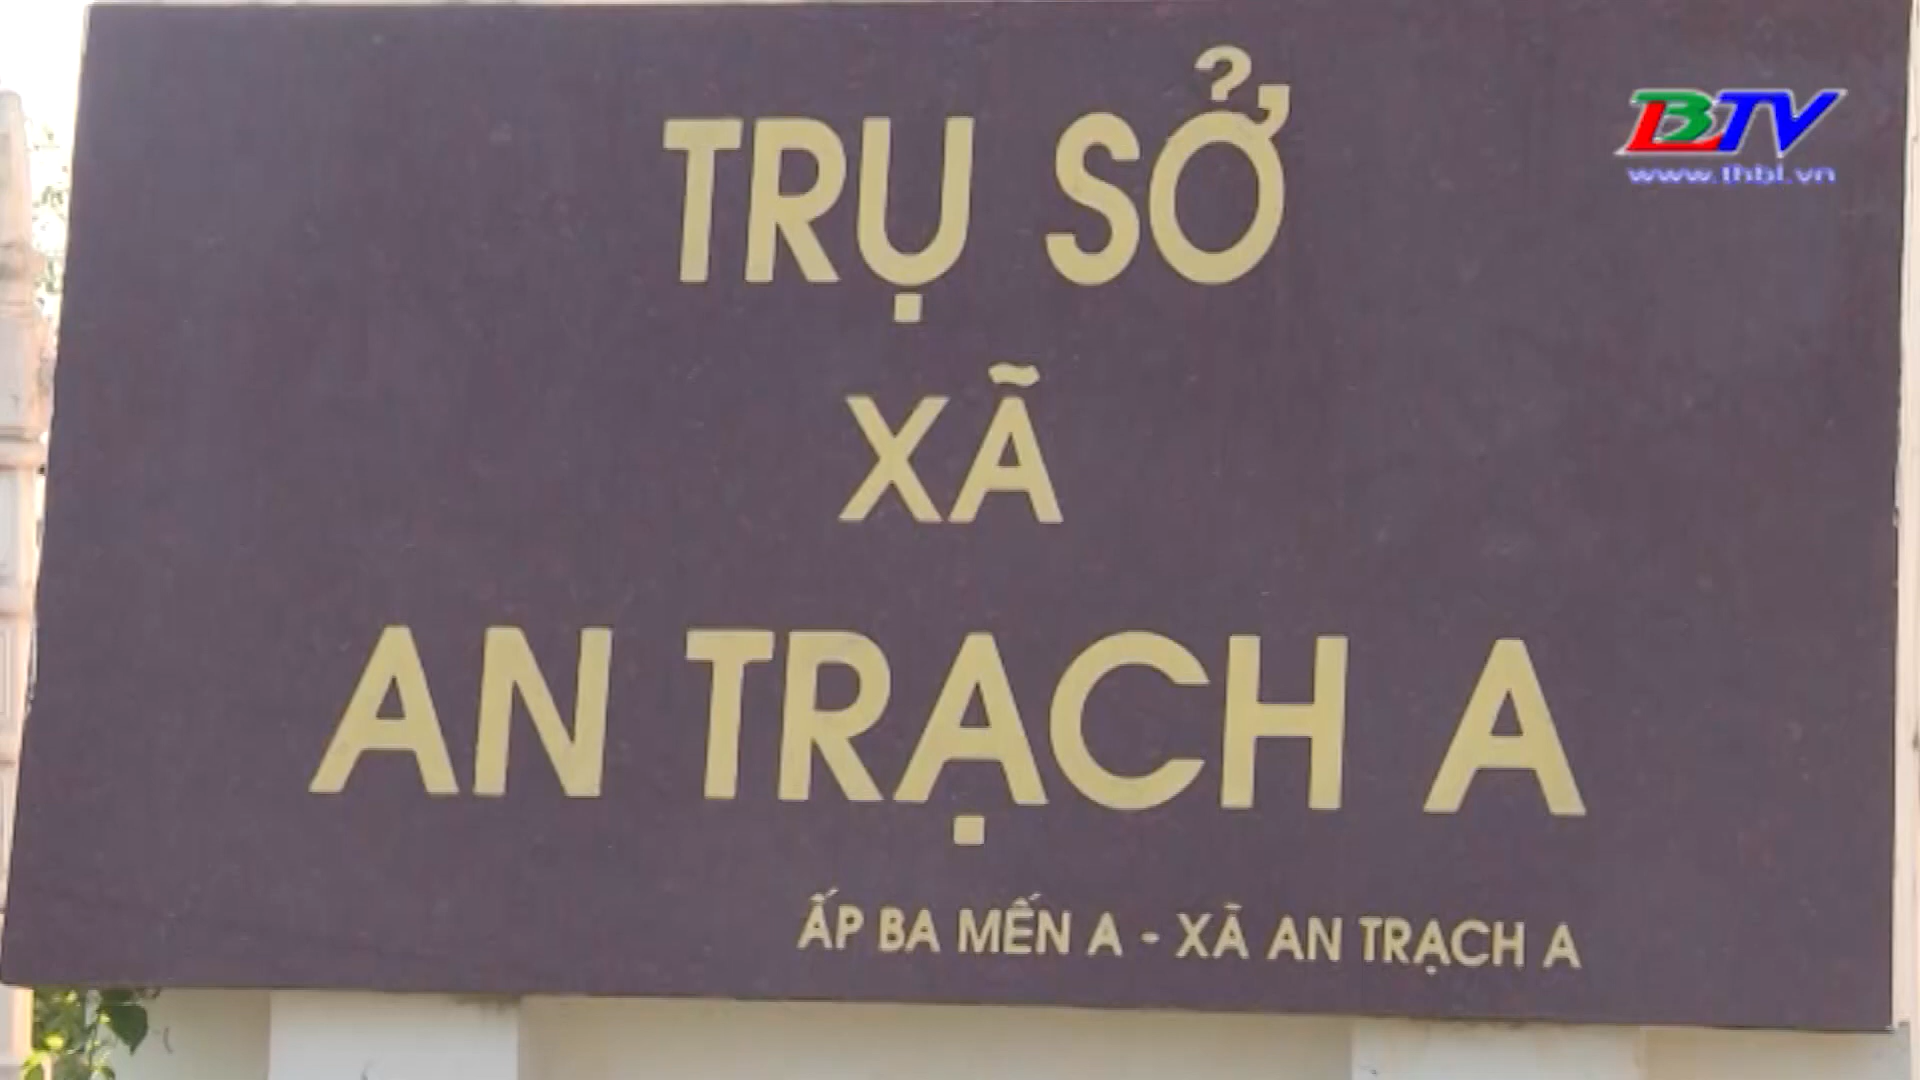 TRỤ SỞ
BTV
www.thbl.vn
XÃ
AN TRẠCH A
ẤP BA MẾN A - XÃ AN TRẠCH A